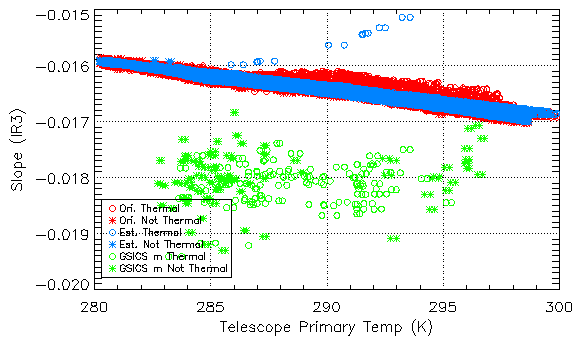 -0.015
-0.016
-0.017
-0.018
-0.019
-0.020
Slope (IR3)
Ori. Thermal
Ori. Not Thermal
Est. Thermal
Est. Not Thermal
GSICS m Thermal
GSICS m Not Thermal
280 285 290 295 300
Telescope Primary Temp (K)